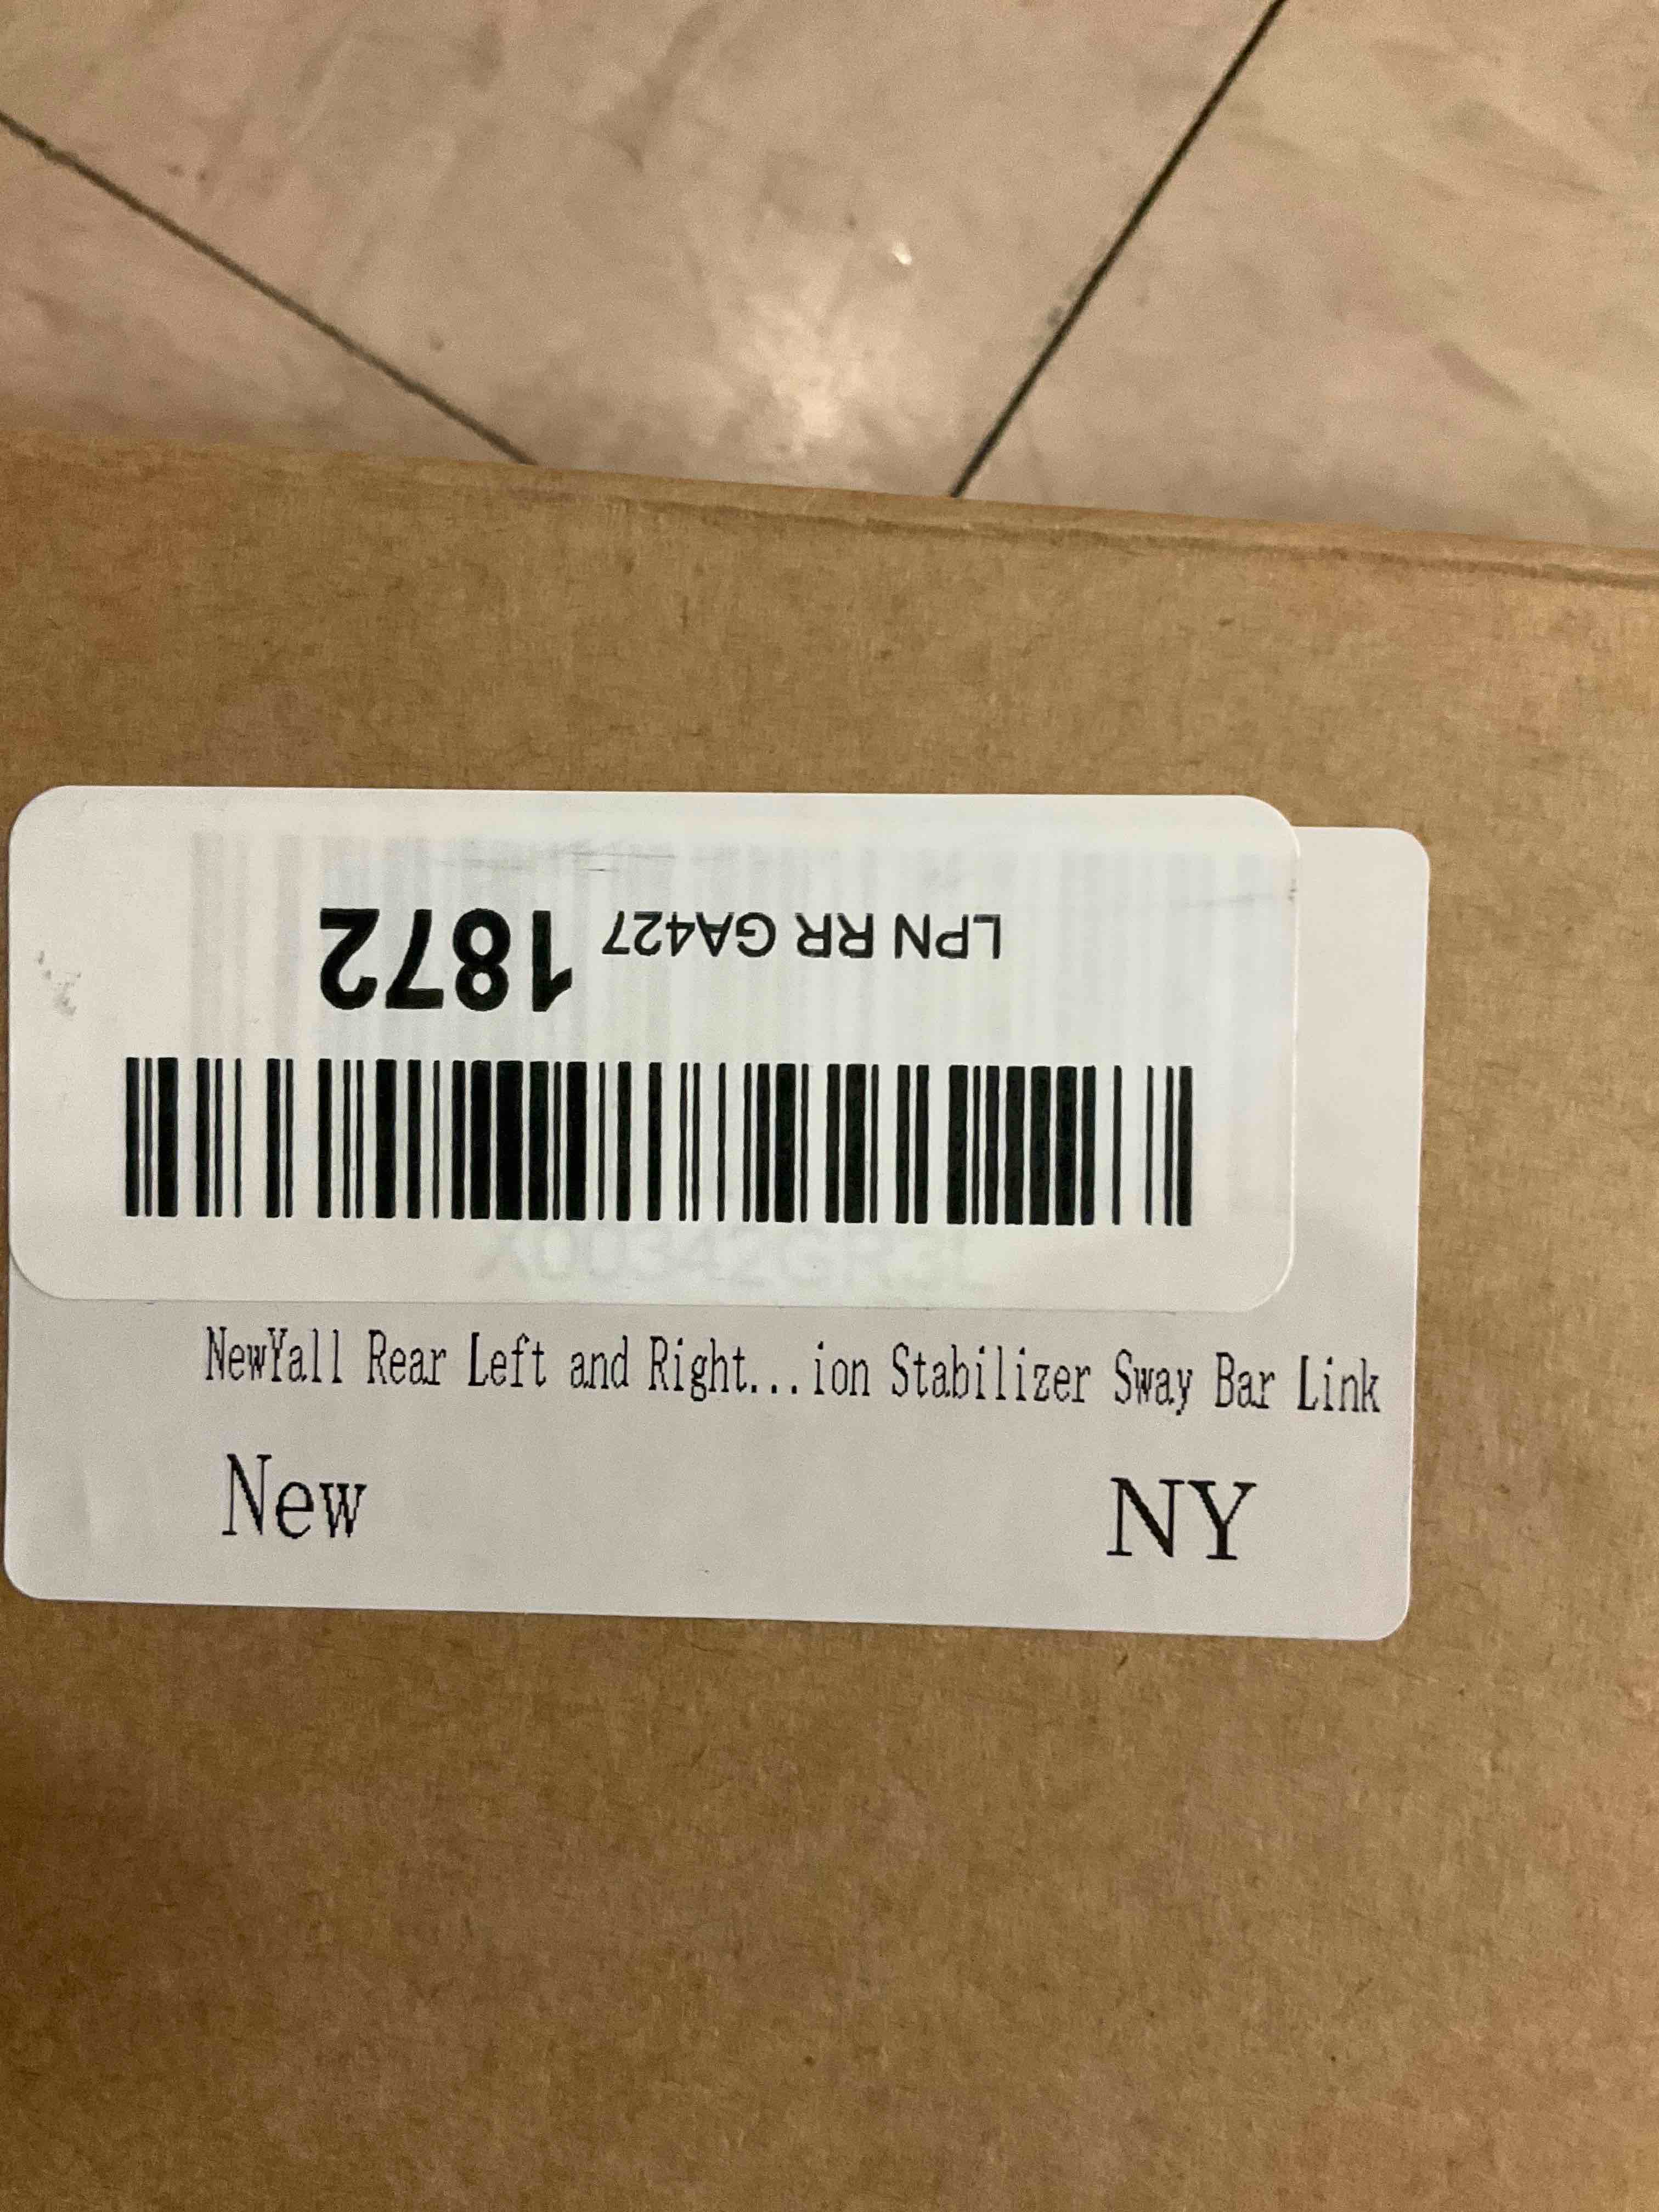 LPN RR GA427 1872
NewYall Rear Left and Right...ion Stabilizer Sway Bar Link
New NY